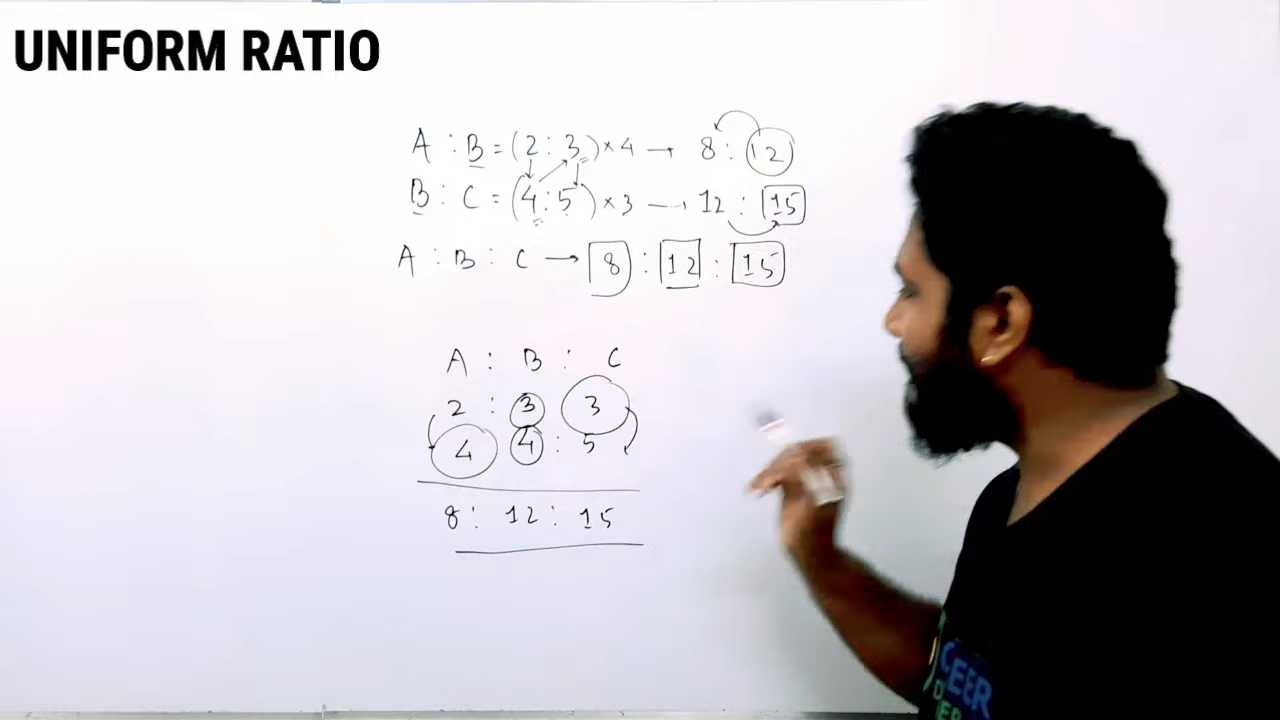 UNIFORM RATIO
A : B = (2 : 3) × 4 → 8 : 12
B : C = (4 : 5) × 3 → 12 : 15
A : B : C → 8 : 12 : 15
A : B : C
2 : 3 3
4 4 : 5
8 : 12 : 15
CEER